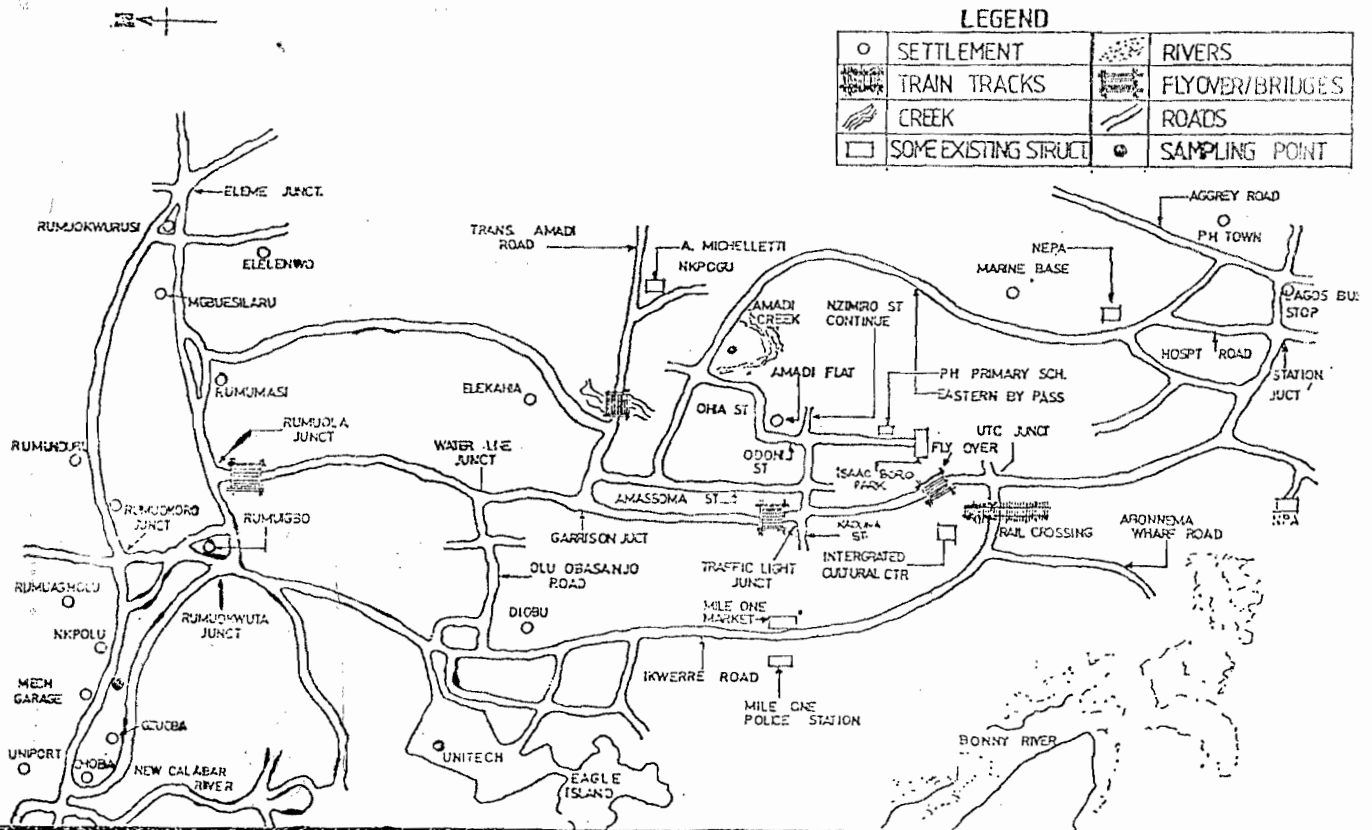 LEGEND
SETTLEMENT
RIVERS
TRAIN TRACKS
FLYOVER/BRIDGES
CREEK
ROADS
SOME EXISTING STRUCT
SAMPLING POINT
ELEME JUNCT.
RUMUOKWURUSI
ELELENWO
MGBUESILARU
TRANS. AMADI
ROAD
A. MICHELLETTI
NKPOGU
AGGREY ROAD
PH TOWN
NEPA
MARINE BASE
LAGOS BUS
STOP
AMADI
CREEK
NZIMIRO ST
CONTINUE
HOSPT ROAD
STATION
JUCT
AMADI FLAT
PH PRIMARY SCH.
EASTERN BY PASS
RUMUMASI
ELEKAHIA
OHIA ST
RUMUOLA
JUNCT
WATER LINE
JUNCT
ODONI
ST
ISAAC BORO
PARK
FLY OVER
UTC JUNCT
AMASSOMA ST
RUMUOKORO
JUNCT
RUMUIGBO
GARRISON JUCT
KADUNA
ST.
RAIL CROSSING
NPA
ABONNEMA
WHARF ROAD
TRAFFIC LIGHT
JUNCT
INTERGRATED
CULTURAL CTR
OLU OBASANJO
ROAD
RUMUOKWUTA
JUNCT
DIOBU
MILE ONE
MARKET
NKPOLU
IKWERRE ROAD
MECH
GARAGE
MILE ONE
POLICE STATION
OZUOBA
UNIPORT
CHOBA
NEW CALABAR
RIVER
UNITECH
EAGLE
ISLAND
BONNY RIVER